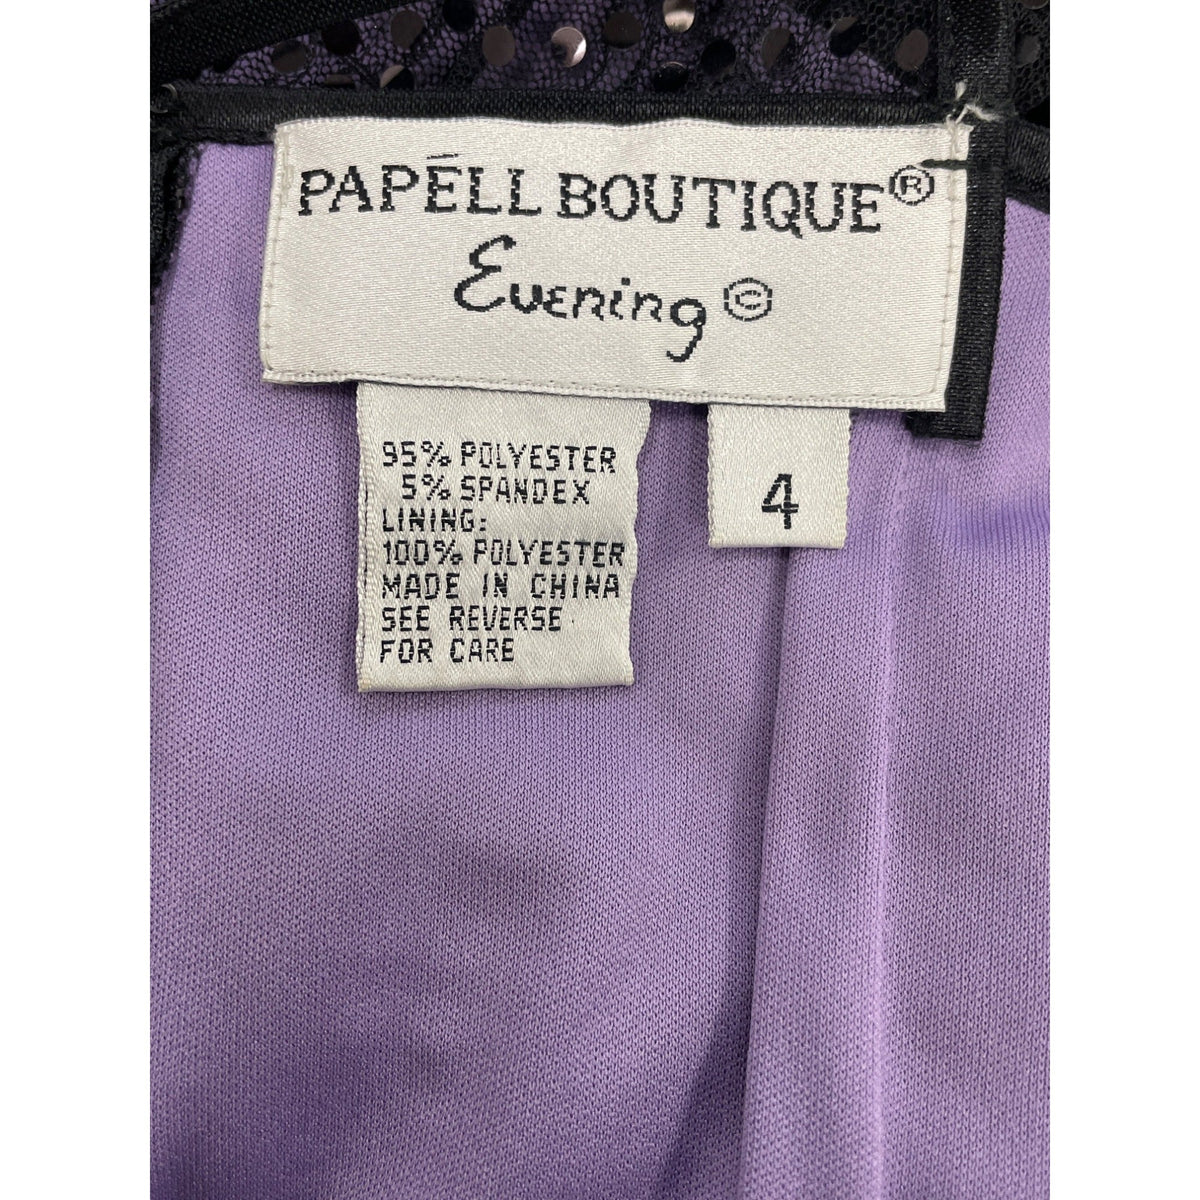 PAPÉLL BOUTIQUE®
Evening©
95% POLYESTER
5% SPANDEX
LINING:
100% POLYESTER
MADE IN CHINA
SEE REVERSE
FOR CARE
4